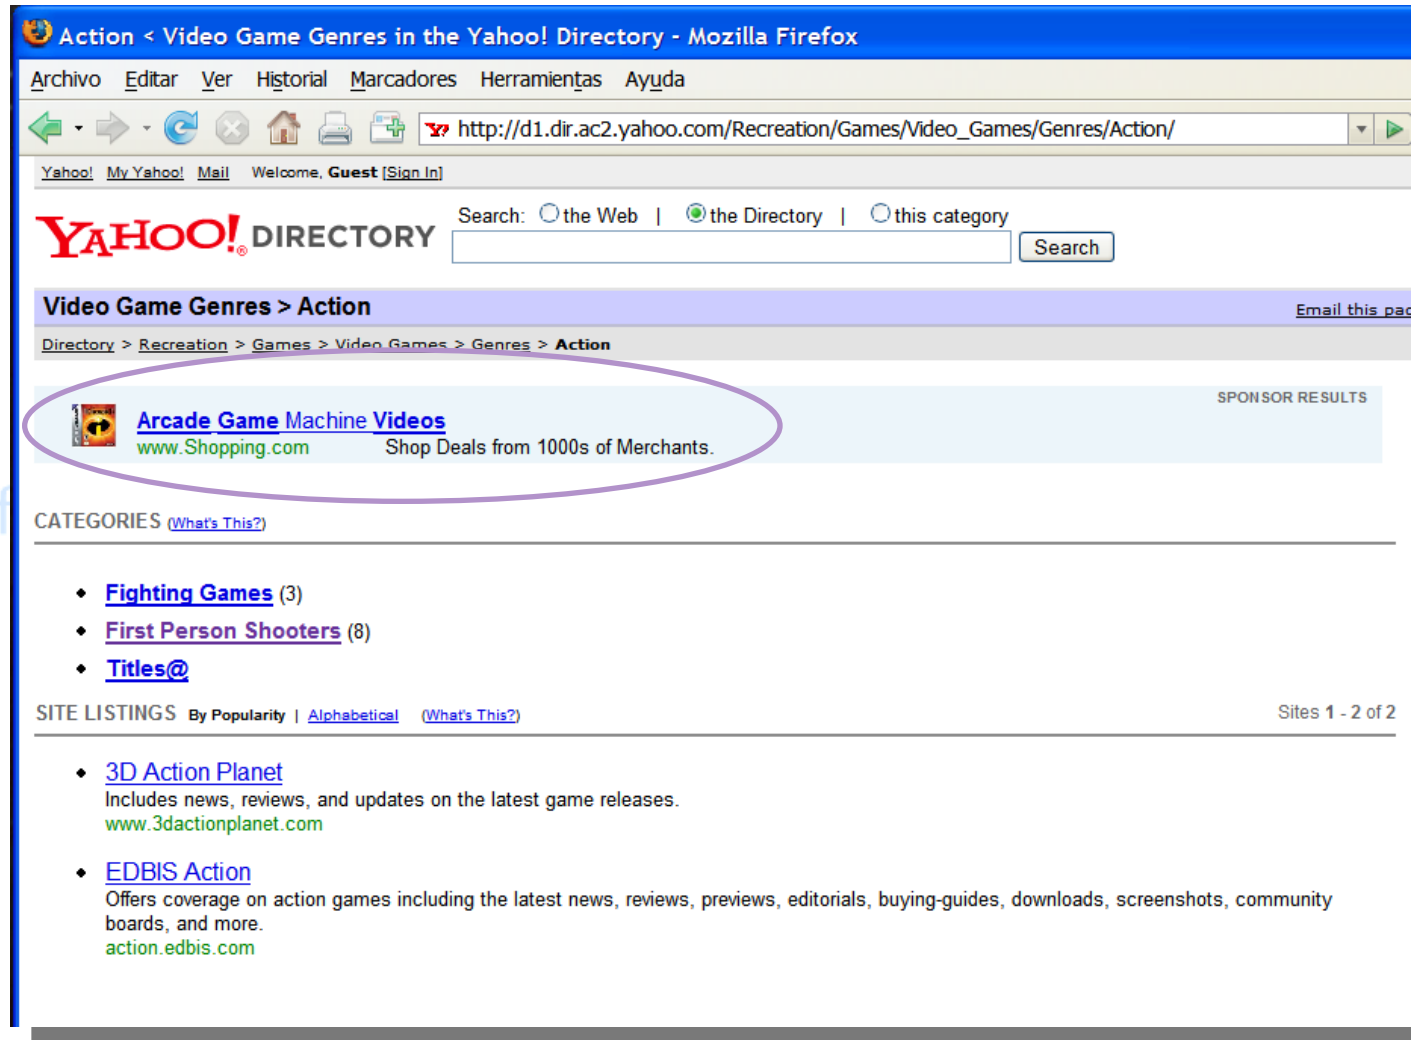 Action < Video Game Genres in the Yahoo! Directory - Mozilla Firefox
Archivo Editar Ver Historial Marcadores Herramientas Ayuda
http://d1.dir.ac2.yahoo.com/Recreation/Games/Video_Games/Genres/Action/
Yahoo! My Yahoo! Mail Welcome, Guest [Sign In]
YAHOO!® DIRECTORY
Search: the Web | the Directory | this category
Search
Video Game Genres > Action
Email this pag
Directory > Recreation > Games > Video Games > Genres > Action
SPONSOR RESULTS
Arcade Game Machine Videos
www.Shopping.com Shop Deals from 1000s of Merchants.
CATEGORIES (What's This?)
• Fighting Games (3)
• First Person Shooters (8)
• Titles@
SITE LISTINGS By Popularity | Alphabetical (What's This?) Sites 1 - 2 of 2
• 3D Action Planet
Includes news, reviews, and updates on the latest game releases.
www.3dactionplanet.com
• EDBIS Action
Offers coverage on action games including the latest news, reviews, previews, editorials, buying-guides, downloads, screenshots, community
boards, and more.
action.edbis.com